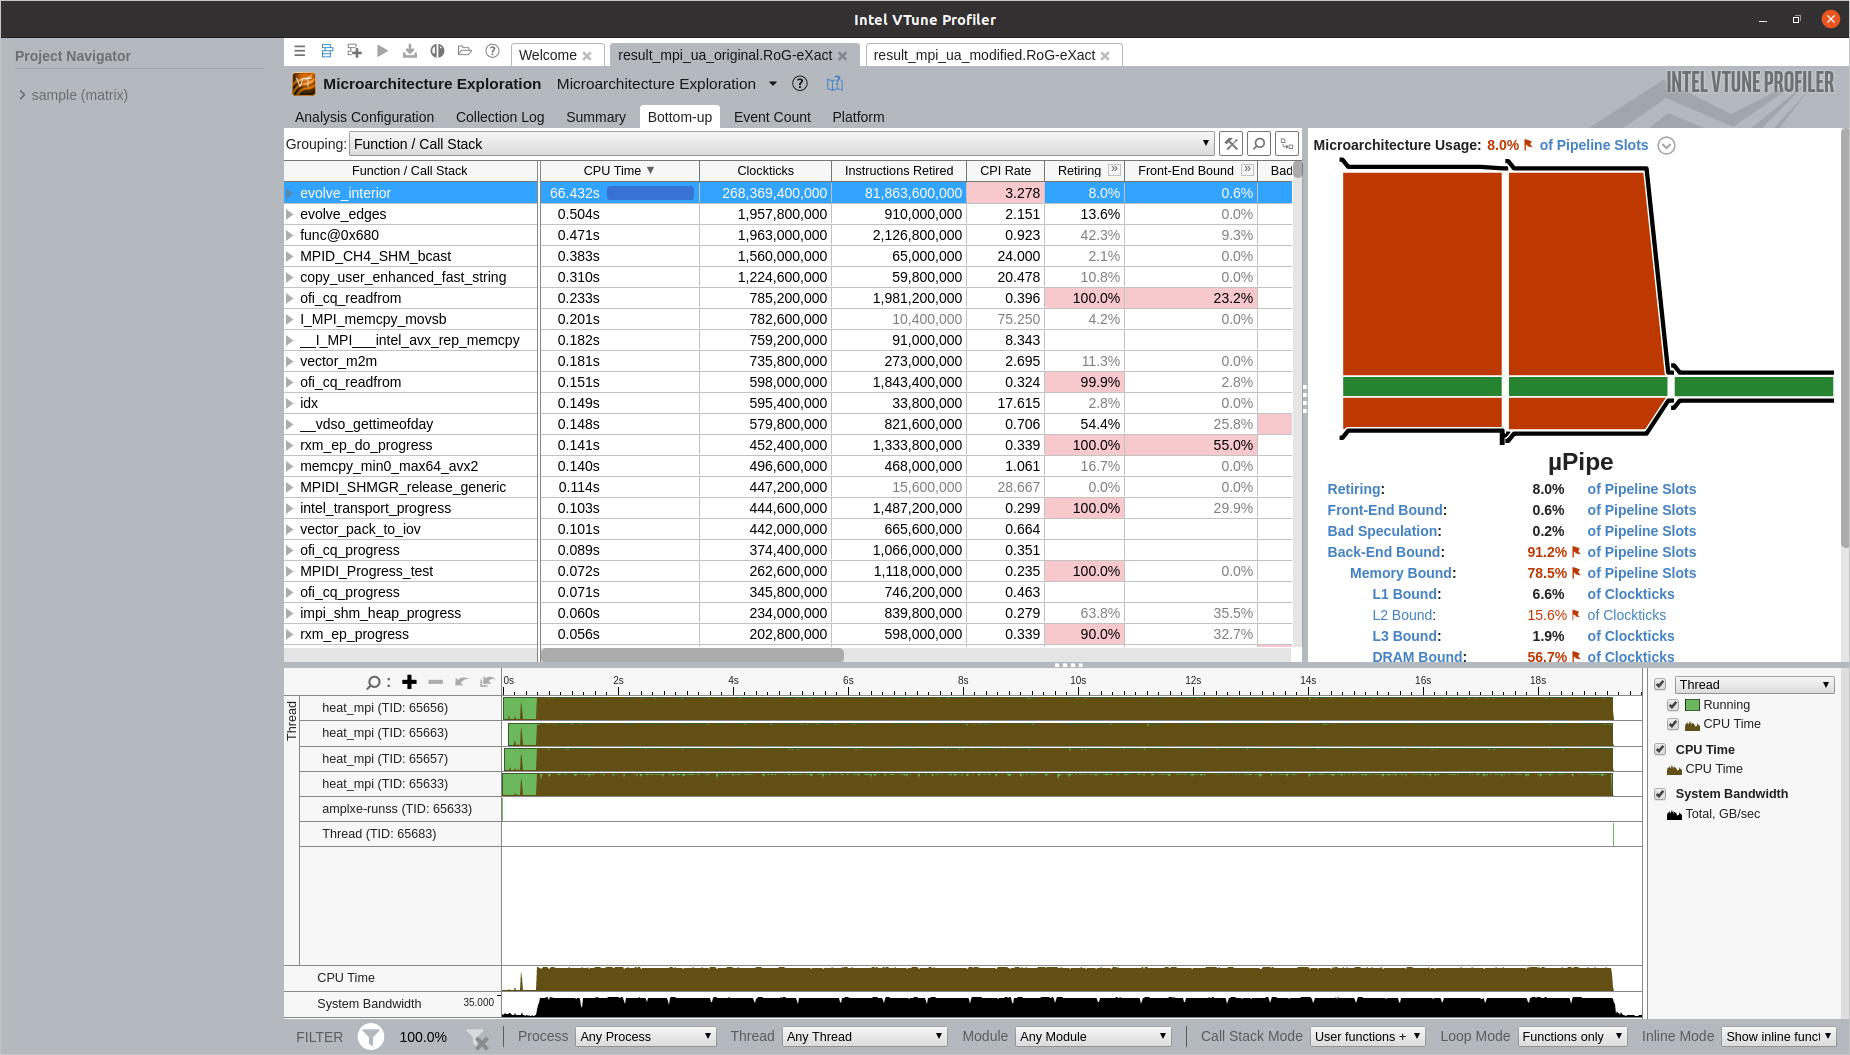 Intel VTune Profiler
Project Navigator
sample (matrix)
Welcome
result_mpi_ua_original.RoG-eXact
result_mpi_ua_modified.RoG-eXact
Microarchitecture Exploration Microarchitecture Exploration
INTEL VTUNE PROFILER
Analysis Configuration Collection Log Summary Bottom-up Event Count Platform
Grouping: Function / Call Stack
Function / Call Stack CPU Time Clockticks Instructions Retired CPI Rate Retiring Front-End Bound Bad
evolve_interior 66.432s 268,369,400,000 81,863,600,000 3.278 8.0% 0.6%
evolve_edges 0.504s 1,957,800,000 910,000,000 2.151 13.6% 0.0%
func@0x680 0.471s 1,963,000,000 2,126,800,000 0.923 42.3% 9.3%
MPID_CH4_SHM_bcast 0.383s 1,560,000,000 65,000,000 24.000 2.1% 0.0%
copy_user_enhanced_fast_string 0.310s 1,224,600,000 59,800,000 20.478 10.8% 0.0%
ofi_cq_readfrom 0.233s 785,200,000 1,981,200,000 0.396 100.0% 23.2%
I_MPI_memcpy_movsb 0.201s 782,600,000 10,400,000 75.250 4.2% 0.0%
__I_MPI___intel_avx_rep_memcpy 0.182s 759,200,000 91,000,000 8.343
vector_m2m 0.181s 735,800,000 273,000,000 2.695 11.3% 0.0%
ofi_cq_readfrom 0.151s 598,000,000 1,843,400,000 0.324 99.9% 2.8%
idx 0.149s 595,400,000 33,800,000 17.615 2.8% 0.0%
__vdso_gettimeofday 0.148s 579,800,000 821,600,000 0.706 54.4% 25.8%
rxm_ep_do_progress 0.141s 452,400,000 1,333,800,000 0.339 100.0% 55.0%
memcpy_min0_max64_avx2 0.140s 496,600,000 468,000,000 1.061 16.7% 0.0%
MPIDI_SHMGR_release_generic 0.114s 447,200,000 15,600,000 28.667 0.0% 0.0%
intel_transport_progress 0.103s 444,600,000 1,487,200,000 0.299 100.0% 29.9%
vector_pack_to_iov 0.101s 442,000,000 665,600,000 0.664
ofi_cq_progress 0.089s 374,400,000 1,066,000,000 0.351
MPIDI_Progress_test 0.072s 262,600,000 1,118,000,000 0.235 100.0% 0.0%
ofi_cq_progress 0.071s 345,800,000 746,200,000 0.463
impi_shm_heap_progress 0.060s 234,000,000 839,800,000 0.279 63.8% 35.5%
rxm_ep_progress 0.056s 202,800,000 598,000,000 0.339 90.0% 32.7%
Microarchitecture Usage: 8.0% of Pipeline Slots
µPipe
Retiring: 8.0% of Pipeline Slots
Front-End Bound: 0.6% of Pipeline Slots
Bad Speculation: 0.2% of Pipeline Slots
Back-End Bound: 91.2% of Pipeline Slots
Memory Bound: 78.5% of Pipeline Slots
L1 Bound: 6.6% of Clockticks
L2 Bound: 15.6% of Clockticks
L3 Bound: 1.9% of Clockticks
DRAM Bound: 56.7% of Clockticks
0s 2s 4s 6s 8s 10s 12s 14s 16s 18s
Thread
heat_mpi (TID: 65656)
heat_mpi (TID: 65663)
heat_mpi (TID: 65657)
heat_mpi (TID: 65633)
amplxe-runss (TID: 65633)
Thread (TID: 65683)
CPU Time
System Bandwidth 35.000
Thread
Running
CPU Time
CPU Time
CPU Time
System Bandwidth
Total, GB/sec
FILTER 100.0% Process Any Process Thread Any Thread Module Any Module Call Stack Mode User functions + Loop Mode Functions only Inline Mode Show inline funct